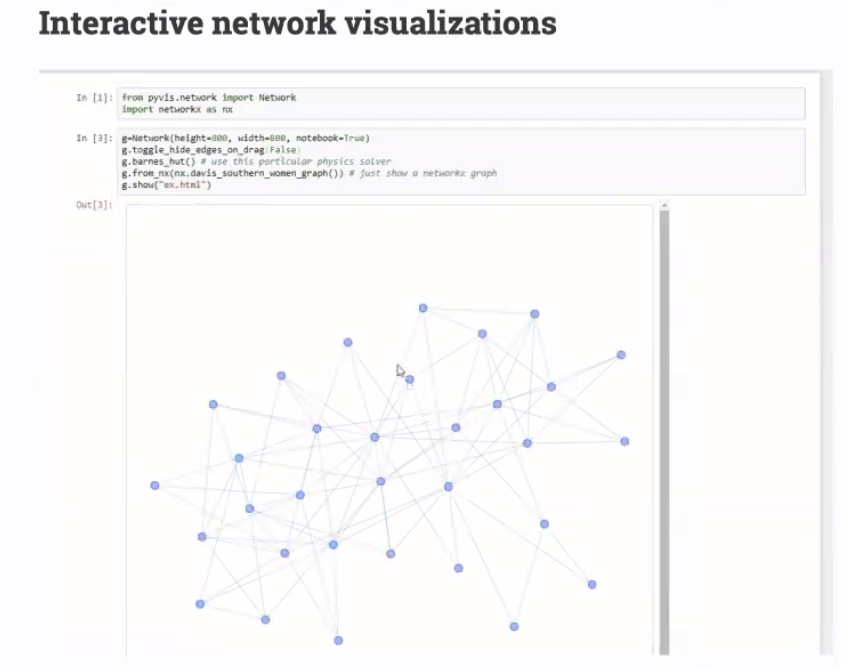 Interactive network visualizations
In [1]: from pyvis.network import Network
import networkx as nx
In [3]: g=Network(height=800, width=800, notebook=True)
g.toggle_hide_edges_on_drag(False)
g.barnes_hut() # use this particular physics solver
g.from_nx(nx.davis_southern_women_graph()) # just show a networkx graph
g.show("ex.html")
Out[3]: